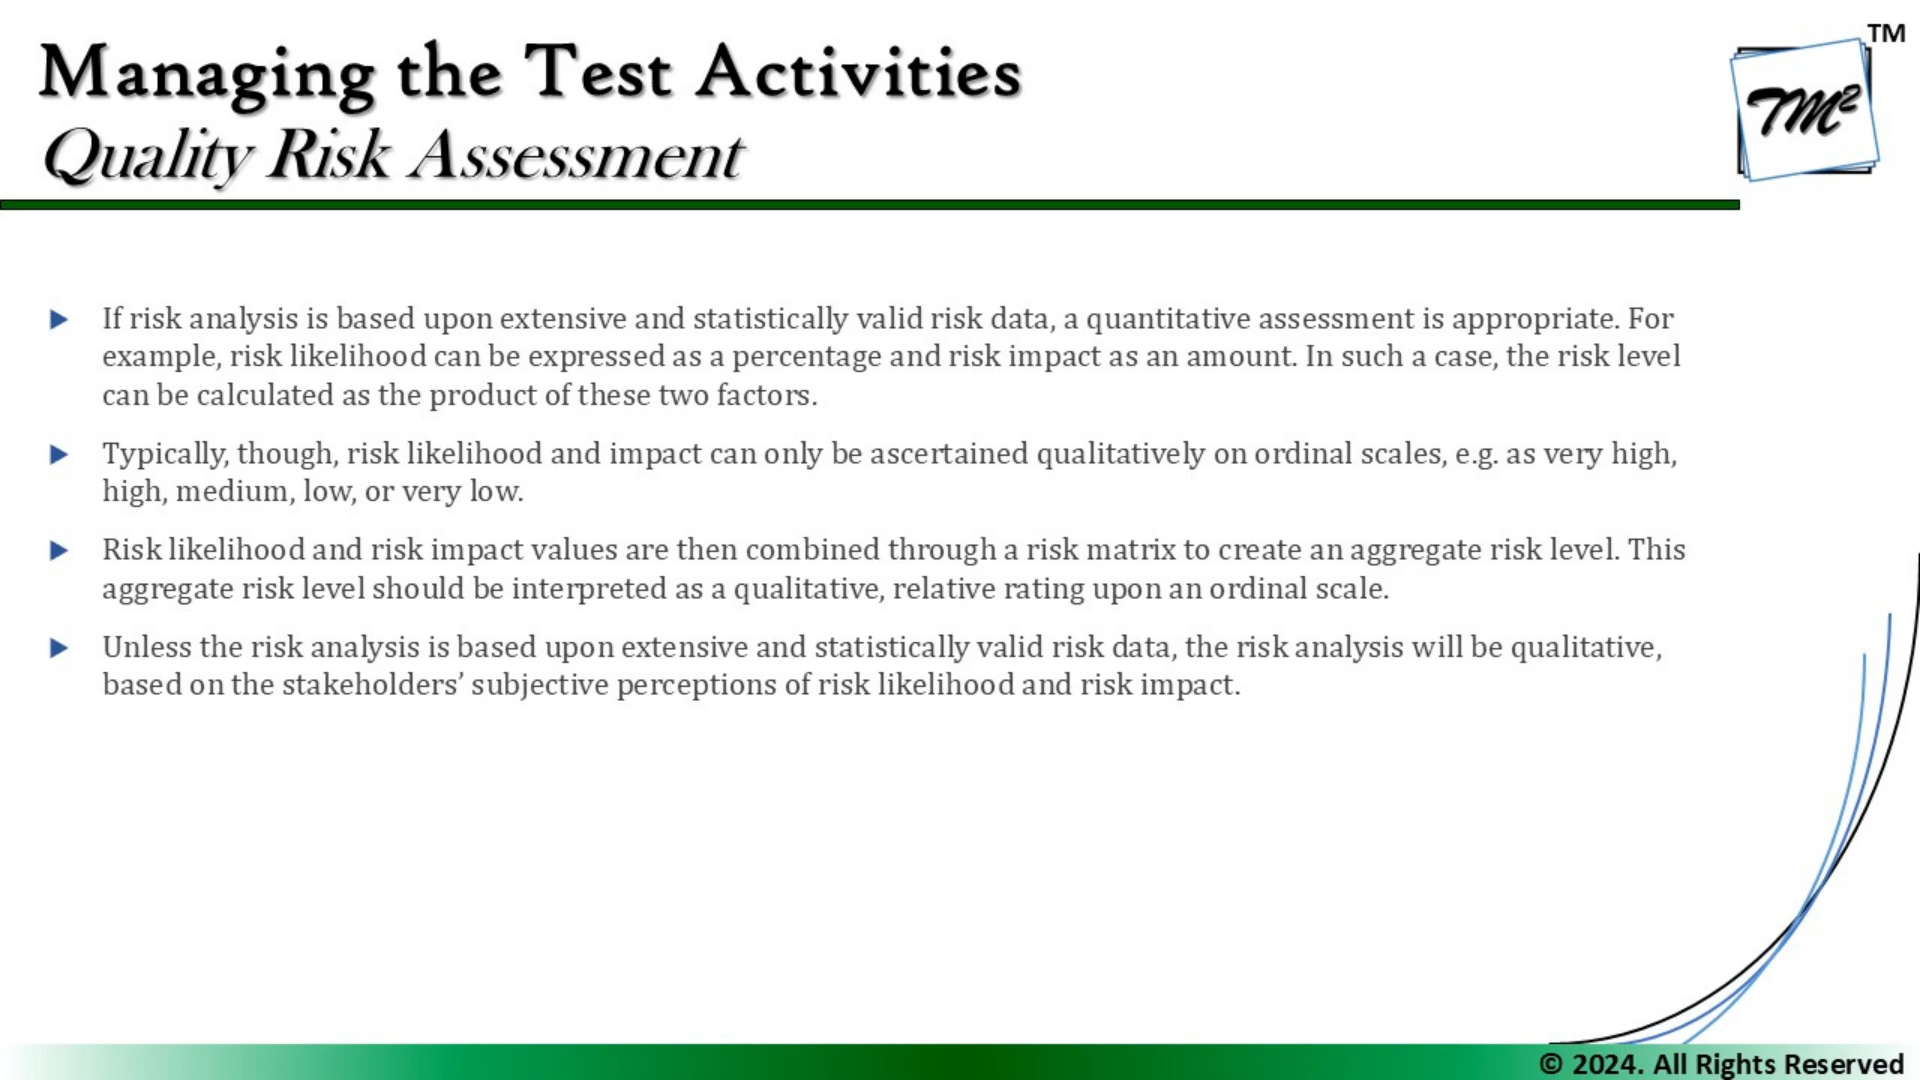 Managing the Test Activities
Quality Risk Assessment
TM
TM²
If risk analysis is based upon extensive and statistically valid risk data, a quantitative assessment is appropriate. For
example, risk likelihood can be expressed as a percentage and risk impact as an amount. In such a case, the risk level
can be calculated as the product of these two factors.
Typically, though, risk likelihood and impact can only be ascertained qualitatively on ordinal scales, e.g. as very high,
high, medium, low, or very low.
Risk likelihood and risk impact values are then combined through a risk matrix to create an aggregate risk level. This
aggregate risk level should be interpreted as a qualitative, relative rating upon an ordinal scale.
Unless the risk analysis is based upon extensive and statistically valid risk data, the risk analysis will be qualitative,
based on the stakeholders’ subjective perceptions of risk likelihood and risk impact.
© 2024. All Rights Reserved